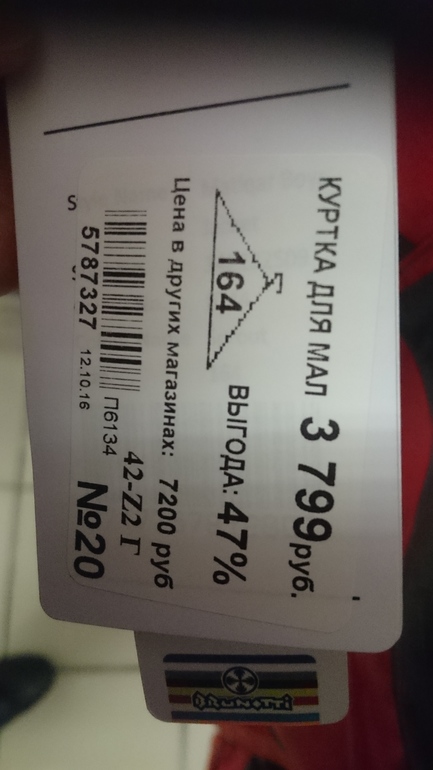 КУРТКА ДЛЯ МАЛ 3 799руб.
164 ВЫГОДА: 47%
Цена в других магазинах: 7200 руб
42-Z2 Г
П6134
5787327 12.10.16 №20
BRUNOTTI